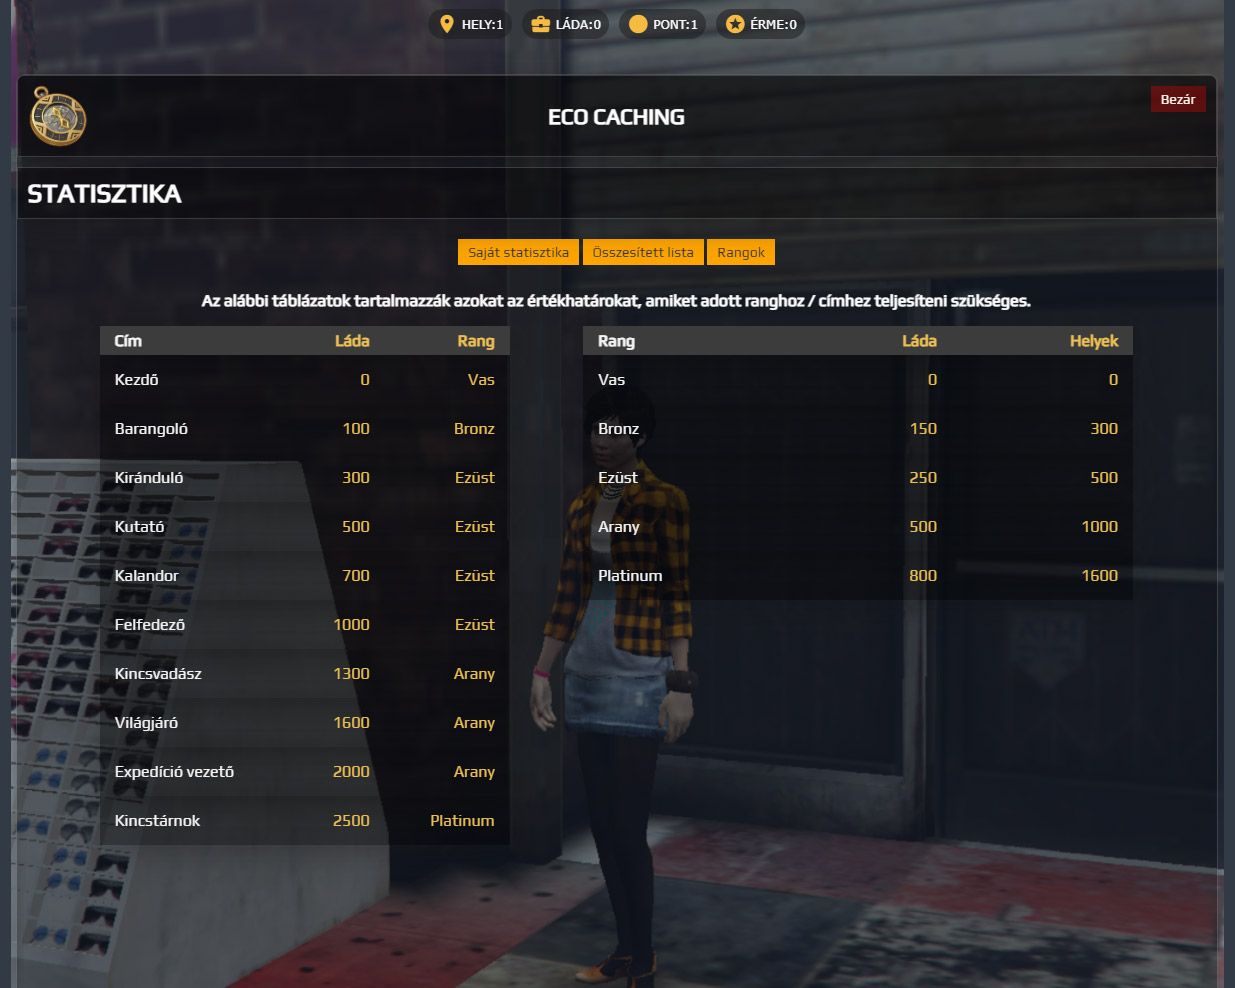 HELY:1 LÁDA:0 PONT:1 ÉRME:0
ECO CACHING
Bezár
STATISZTIKA
Saját statisztika Összesített lista Rangok
Az alábbi táblázatok tartalmazzák azokat az értékhatárokat, amiket adott ranghoz / címhez teljesíteni szükséges.
Cím Láda Rang
Kezdő 0 Vas
Barangoló 100 Bronz
Kiránduló 300 Ezüst
Kutató 500 Ezüst
Kalandor 700 Ezüst
Felfedező 1000 Ezüst
Kincsvadász 1300 Arany
Világjáró 1600 Arany
Expedíció vezető 2000 Arany
Kincstárnok 2500 Platinum
Rang Láda Helyek
Vas 0 0
Bronz 150 300
Ezüst 250 500
Arany 500 1000
Platinum 800 1600